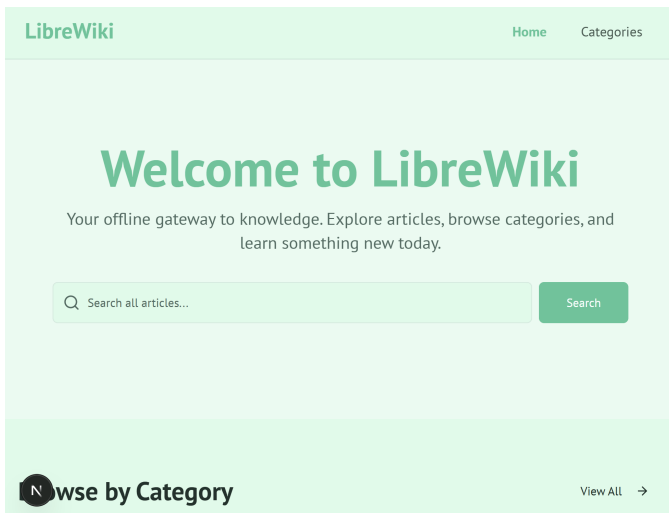 LibreWiki
Home
Categories
Welcome to LibreWiki
Your offline gateway to knowledge. Explore articles, browse categories, and
learn something new today.
Search all articles...
Search
N
wse by Category
View All